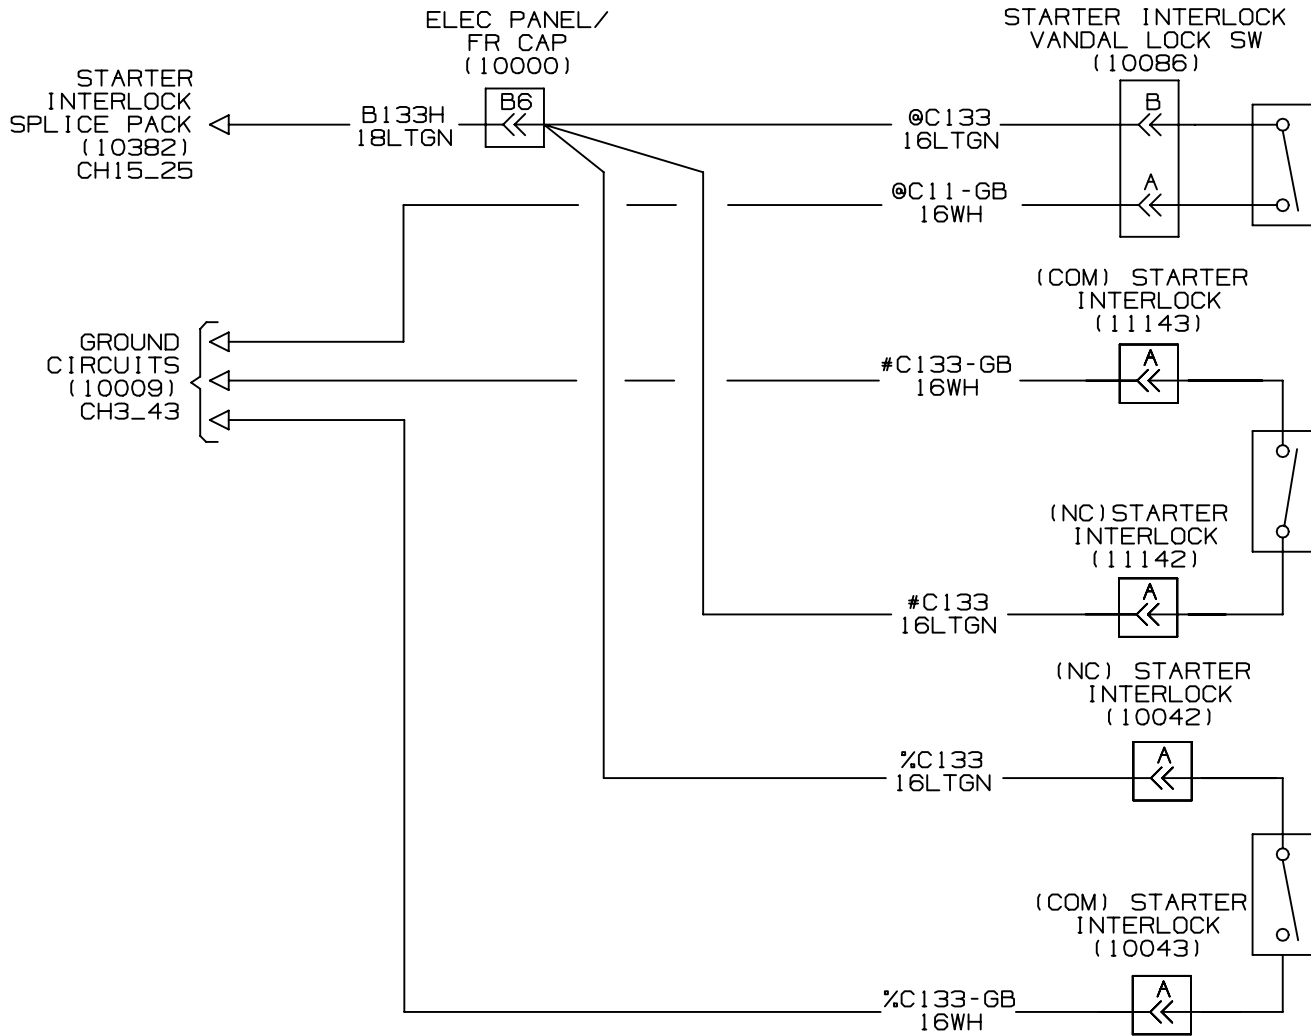 ELEC PANEL/
FR CAP
(10000)
STARTER INTERLOCK
VANDAL LOCK SW
(10086)
STARTER
INTERLOCK
SPLICE PACK
(10382)
CH15_25
B133H
18LTGN
B6
@C133
16LTGN
B
@C11-GB
16WH
A
(COM) STARTER
INTERLOCK
(11143)
GROUND
CIRCUITS
(10009)
CH3_43
#C133-GB
16WH
A
(NC)STARTER
INTERLOCK
(11142)
#C133
16LTGN
A
(NC) STARTER
INTERLOCK
(10042)
%C133
16LTGN
A
(COM) STARTER
INTERLOCK
(10043)
%C133-GB
16WH
A